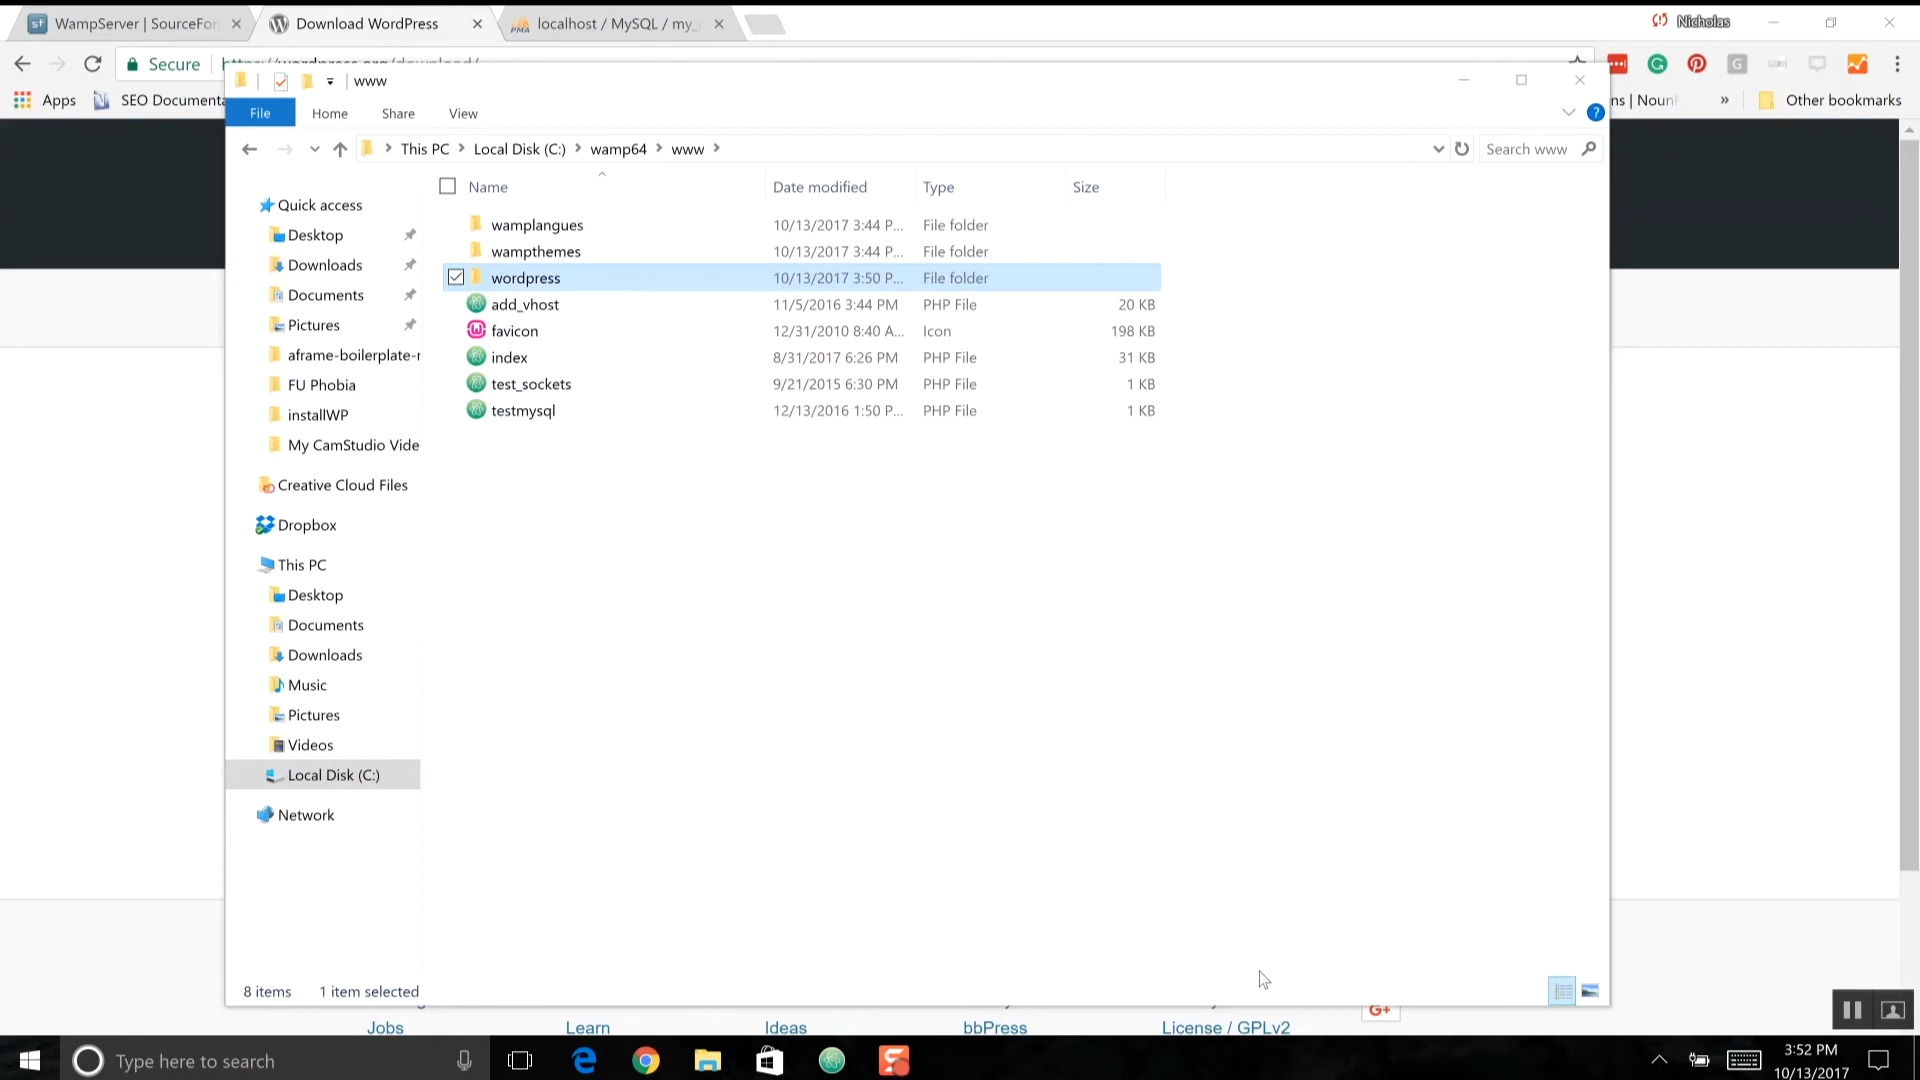 WampServer | SourceFor
Download WordPress
localhost / MySQL / my_
Nicholas
Secure
https://wordpress.org/download/
Apps
SEO Documenta
ns | Noun
Other bookmarks
www
File
Home
Share
View
This PC
Local Disk (C:)
wamp64
www
Search www
Name
Date modified
Type
Size
wamplangues
10/13/2017 3:44 P...
File folder
wampthemes
10/13/2017 3:44 P...
File folder
wordpress
10/13/2017 3:50 P...
File folder
add_vhost
11/5/2016 3:44 PM
PHP File
20 KB
favicon
12/31/2010 8:40 A...
Icon
198 KB
index
8/31/2017 6:26 PM
PHP File
31 KB
test_sockets
9/21/2015 6:30 PM
PHP File
1 KB
testmysql
12/13/2016 1:50 P...
PHP File
1 KB
Quick access
Desktop
Downloads
Documents
Pictures
aframe-boilerplate-r
FU Phobia
installWP
My CamStudio Vide
Creative Cloud Files
Dropbox
This PC
Desktop
Documents
Downloads
Music
Pictures
Videos
Local Disk (C:)
Network
8 items
1 item selected
G+
Jobs
Learn
Ideas
bbPress
License / GPLv2
Type here to search
3:52 PM
10/13/2017